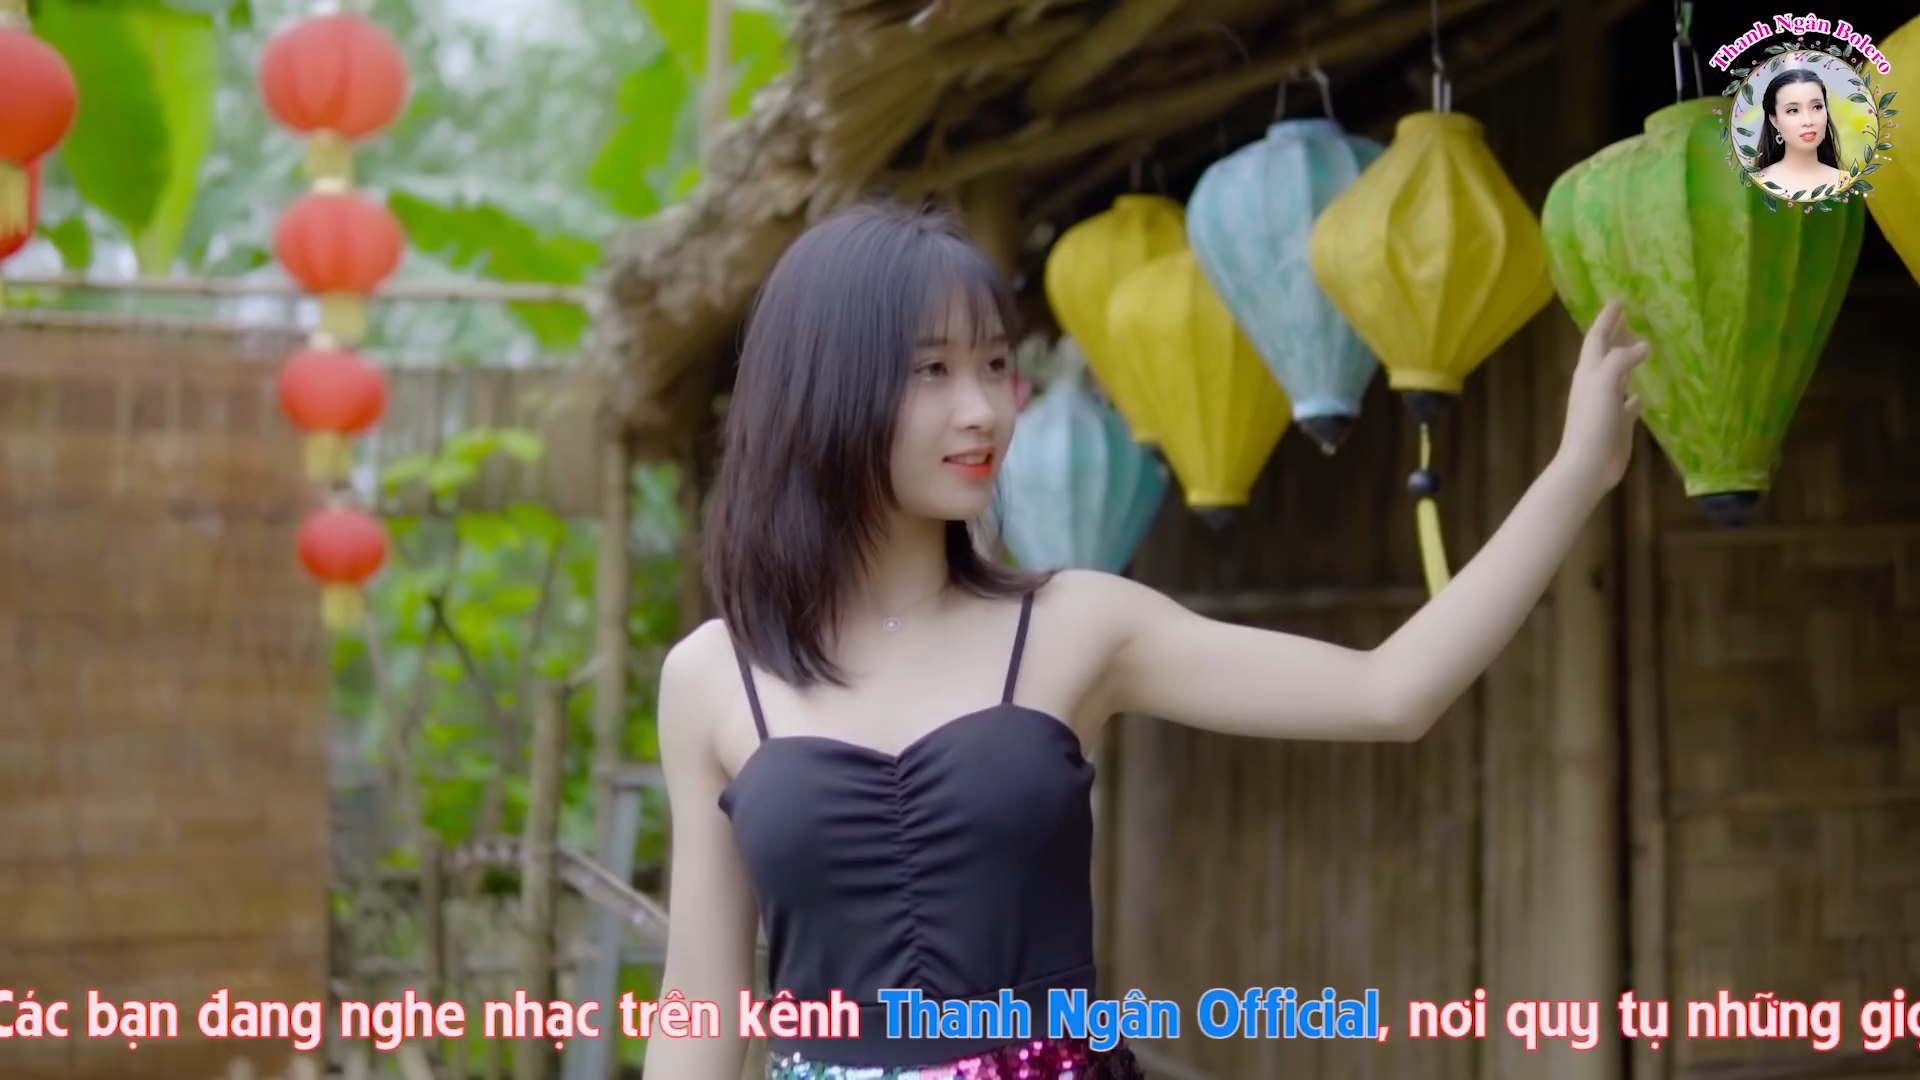 Thanh Ngân Bolero
Các bạn đang nghe nhạc trên kênh Thanh Ngân Official, nơi quy tụ những